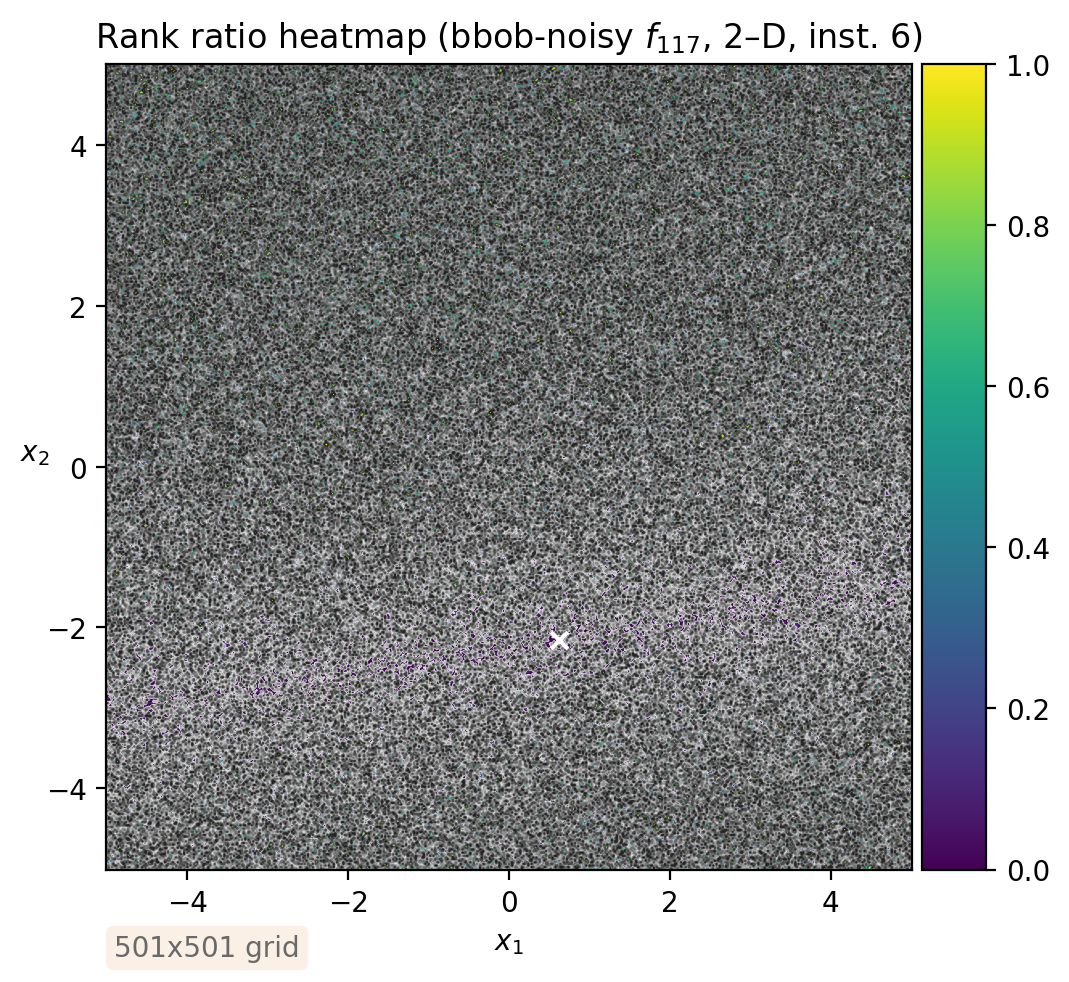 Rank ratio heatmap (bbob-noisy f117, 2–D, inst. 6)
1.0
4
0.8
2
0.6
x2
0
0.4
−2
0.2
−4
0.0
−4 −2 0 2 4
501x501 grid
x1